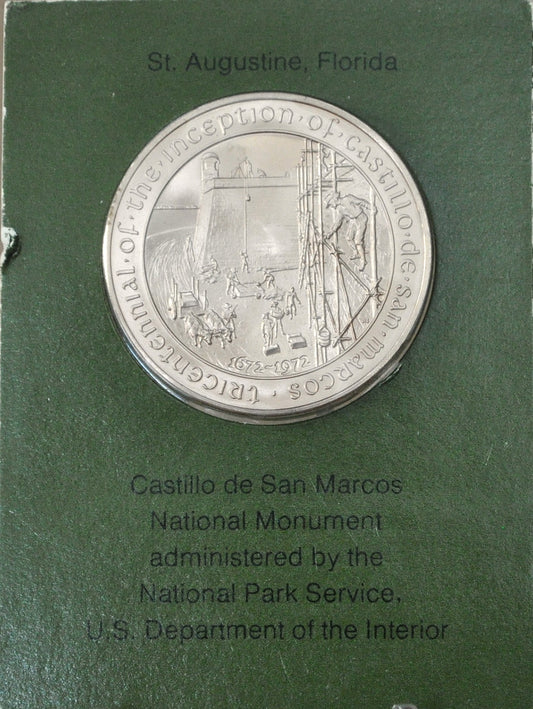 St. Augustine, Florida
tricentennial · of · the · inception · of · castillo · de · san · marcos ·
1672~1972
Castillo de San Marcos
National Monument
administered by the
National Park Service,
U.S. Department of the Interior